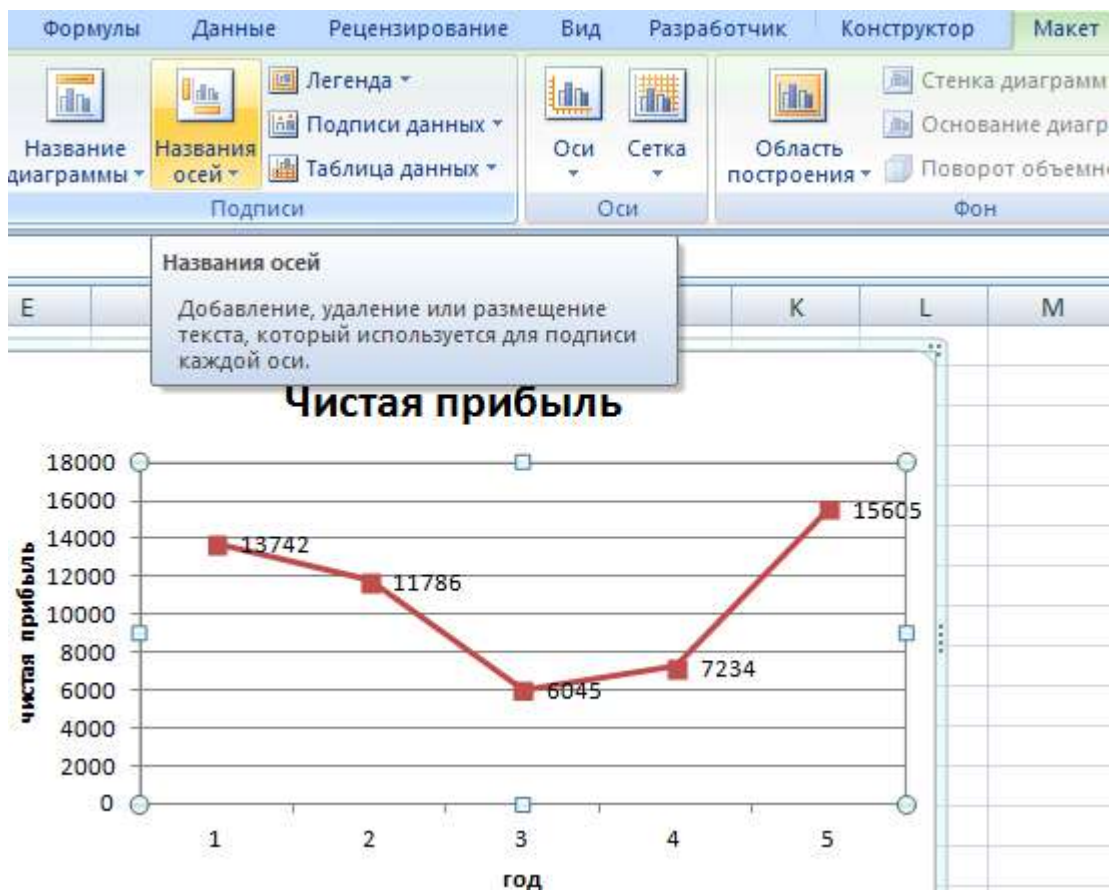 Формулы Данные Рецензирование Вид Разработчик Конструктор Макет
Название диаграммы
Названия осей
Легенда
Подписи данных
Таблица данных
Подписи
Оси
Сетка
Оси
Область построения
Стенка диаграмм
Основание диагр
Поворот объемн
Фон
Названия осей
Добавление, удаление или размещение
текста, который используется для подписи
каждой оси.
E K L M
Чистая прибыль
18000
16000
14000
12000
10000
8000
6000
4000
2000
0
чистая прибыль
13742
11786
6045
7234
15605
1 2 3 4 5
год